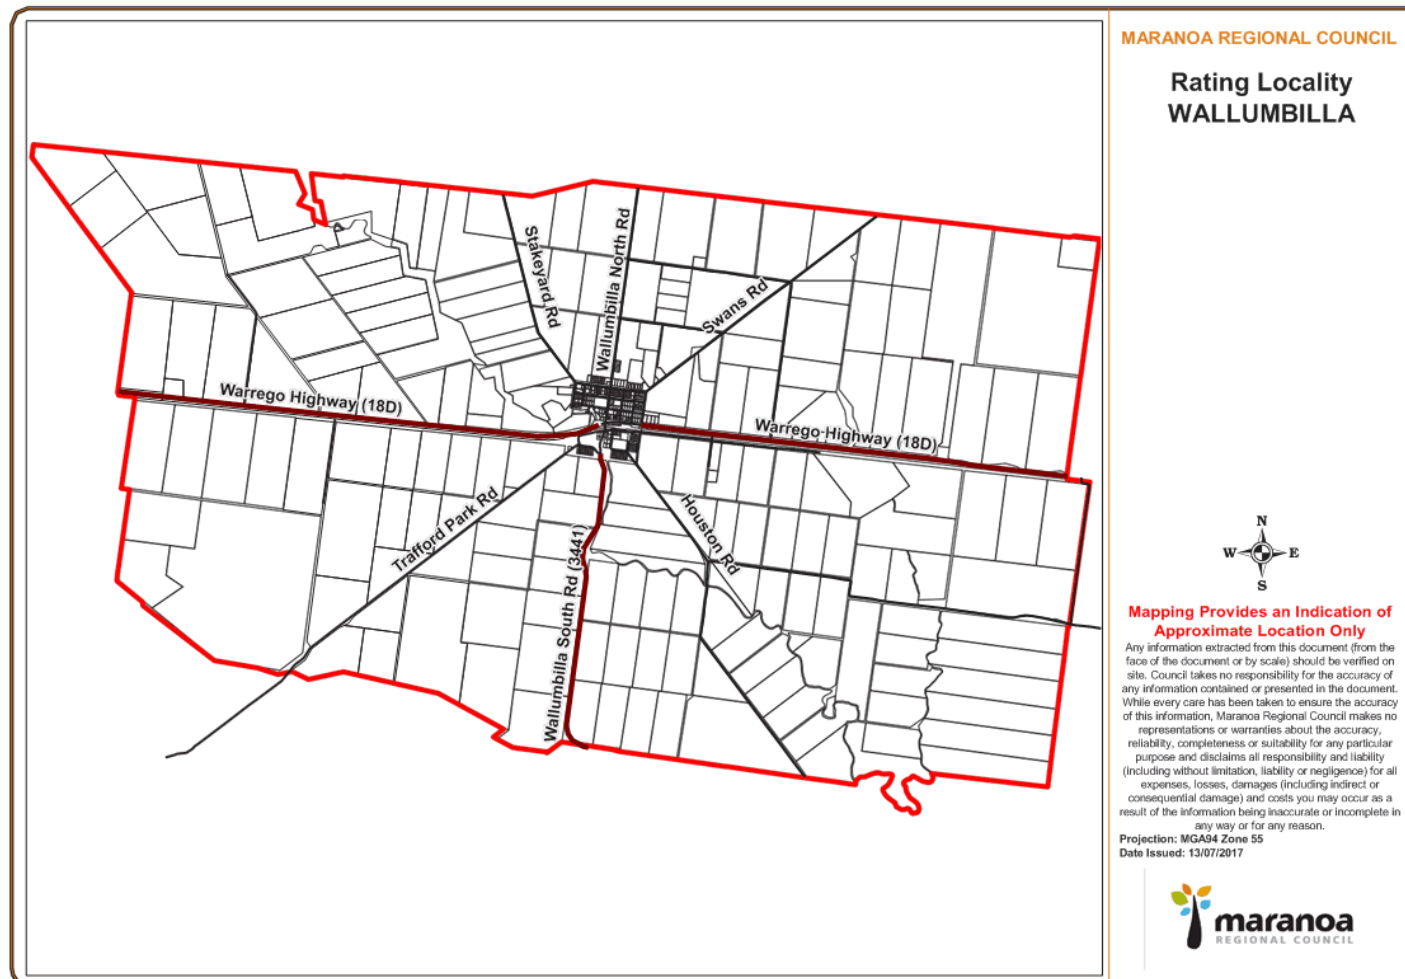 MARANOA REGIONAL COUNCIL
Rating Locality
WALLUMBILLA
Stakeyard Rd
Wallumbilla North Rd
Swans Rd
Warrego Highway (18D)
Warrego Highway (18D)
Trafford Park Rd
Wallumbilla South Rd (3441)
Houston Rd
N
W E
S
Mapping Provides an Indication of
Approximate Location Only
Any information extracted from this document (from the
face of the document or by scale) should be verified on
site. Council takes no responsibility for the accuracy of
any information contained or presented in the document.
While every care has been taken to ensure the accuracy
of this information, Maranoa Regional Council makes no
representations or warranties about the accuracy,
reliability, completeness or suitability for any particular
purpose and disclaims all responsibility and liability
(including without limitation, liability or negligence) for all
expenses, losses, damages (including indirect or
consequential damage) and costs you may occur as a
result of the information being inaccurate or incomplete in
any way or for any reason.
Projection: MGA94 Zone 55
Date Issued: 13/07/2017
maranoa
REGIONAL COUNCIL